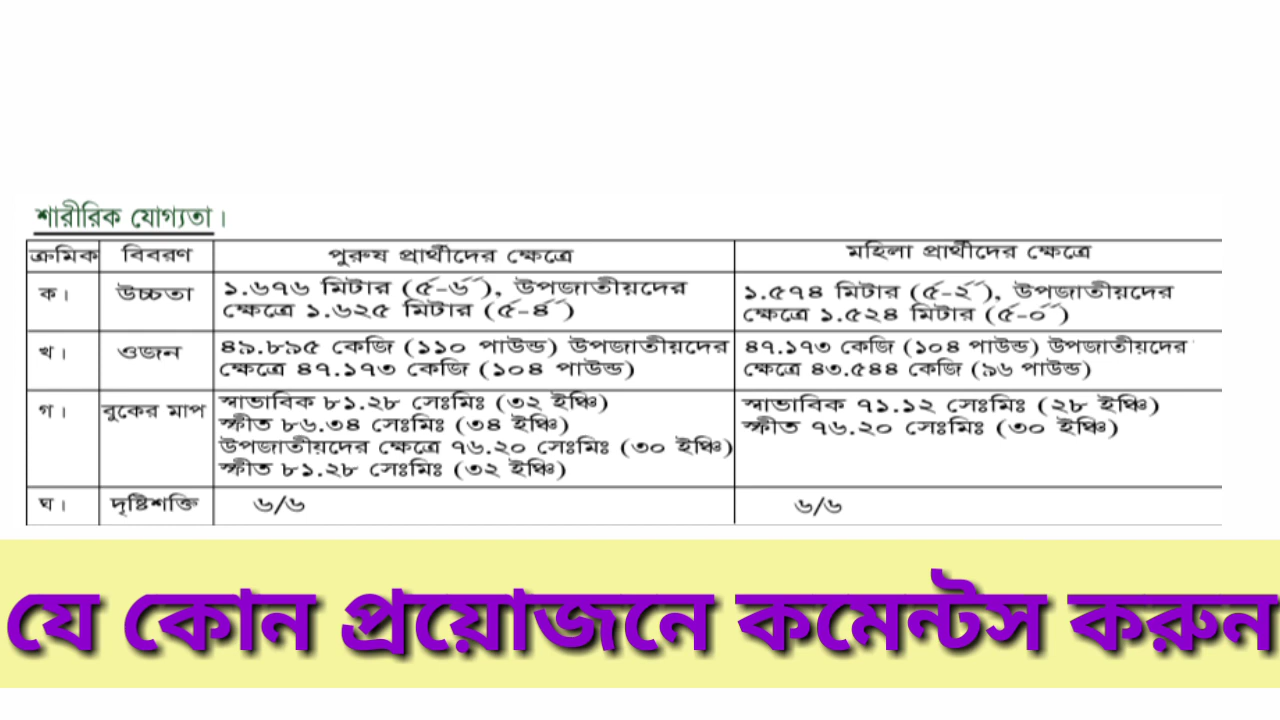 শারীরিক যোগ্যতা।
ক্রমিক বিবরণ পুরুষ প্রার্থীদের ক্ষেত্রে মহিলা প্রার্থীদের ক্ষেত্রে
ক। উচ্চতা ১.৬৭৬ মিটার (৫́-৬˝), উপজাতীয়দের ক্ষেত্রে ১.৬২৫ মিটার (৫́-৪˝) ১.৫৭৪ মিটার (৫́-২˝), উপজাতীয়দের ক্ষেত্রে ১.৫২৪ মিটার (৫́-০˝)
খ। ওজন ৪৯.৮৯৫ কেজি (১১০ পাউন্ড) উপজাতীয়দের ক্ষেত্রে ৪৭.১৭৩ কেজি (১০৪ পাউন্ড) ৪৭.১৭৩ কেজি (১০৪ পাউন্ড) উপজাতীয়দের ক্ষেত্রে ৪৩.৫৪৪ কেজি (৯৬ পাউন্ড)
গ। বুকের মাপ স্বাভাবিক ৮১.২৮ সেঃমিঃ (৩২ ইঞ্চি) স্ফীত ৮৬.৩৪ সেঃমিঃ (৩৪ ইঞ্চি) উপজাতীয়দের ক্ষেত্রে ৭৬.২০ সেঃমিঃ (৩০ ইঞ্চি) স্ফীত ৮১.২৮ সেঃমিঃ (৩২ ইঞ্চি) স্বাভাবিক ৭১.১২ সেঃমিঃ (২৮ ইঞ্চি) স্ফীত ৭৬.২০ সেঃমিঃ (৩০ ইঞ্চি)
ঘ। দৃষ্টিশক্তি ৬/৬ ৬/৬
যে কোন প্রয়োজনে কমেন্টস করুন